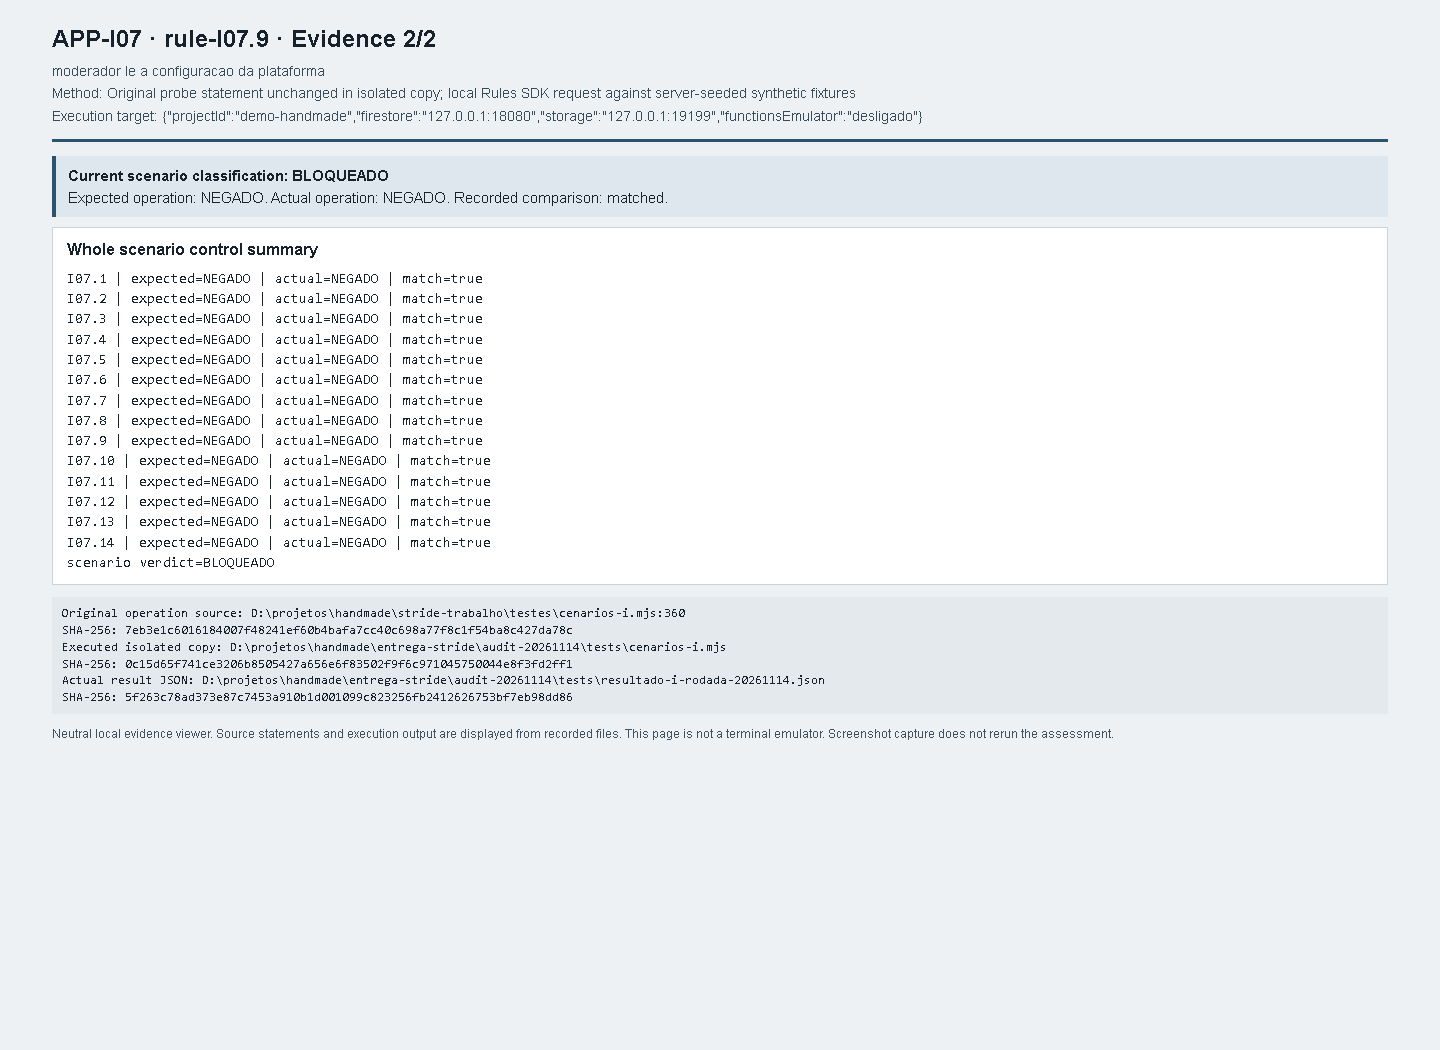 APP-I07 · rule-I07.9 · Evidence 2/2
moderador le a configuracao da plataforma
Method: Original probe statement unchanged in isolated copy; local Rules SDK request against server-seeded synthetic fixtures
Execution target: {"projectId":"demo-handmade","firestore":"127.0.0.1:18080","storage":"127.0.0.1:19199","functionsEmulator":"desligado"}
Current scenario classification: BLOQUEADO
Expected operation: NEGADO. Actual operation: NEGADO. Recorded comparison: matched.
Whole scenario control summary
I07.1 | expected=NEGADO | actual=NEGADO | match=true
I07.2 | expected=NEGADO | actual=NEGADO | match=true
I07.3 | expected=NEGADO | actual=NEGADO | match=true
I07.4 | expected=NEGADO | actual=NEGADO | match=true
I07.5 | expected=NEGADO | actual=NEGADO | match=true
I07.6 | expected=NEGADO | actual=NEGADO | match=true
I07.7 | expected=NEGADO | actual=NEGADO | match=true
I07.8 | expected=NEGADO | actual=NEGADO | match=true
I07.9 | expected=NEGADO | actual=NEGADO | match=true
I07.10 | expected=NEGADO | actual=NEGADO | match=true
I07.11 | expected=NEGADO | actual=NEGADO | match=true
I07.12 | expected=NEGADO | actual=NEGADO | match=true
I07.13 | expected=NEGADO | actual=NEGADO | match=true
I07.14 | expected=NEGADO | actual=NEGADO | match=true
scenario verdict=BLOQUEADO
Original operation source: D:\projetos\handmade\stride-trabalho\testes\cenarios-i.mjs:360
SHA-256: 7eb3e1c6016184007f48241ef60b4bafa7cc40c698a77f8c1f54ba8c427da78c
Executed isolated copy: D:\projetos\handmade\entrega-stride\audit-20261114\tests\cenarios-i.mjs
SHA-256: 0c15d65f741ce3206b8505427a656e6f83502f9f6c971045750044e8f3fd2ff1
Actual result JSON: D:\projetos\handmade\entrega-stride\audit-20261114\tests\resultado-i-rodada-20261114.json
SHA-256: 5f263c78ad373e87c7453a910b1d001099c823256fb2412626753bf7eb98dd86
Neutral local evidence viewer. Source statements and execution output are displayed from recorded files. This page is not a terminal emulator. Screenshot capture does not rerun the assessment.